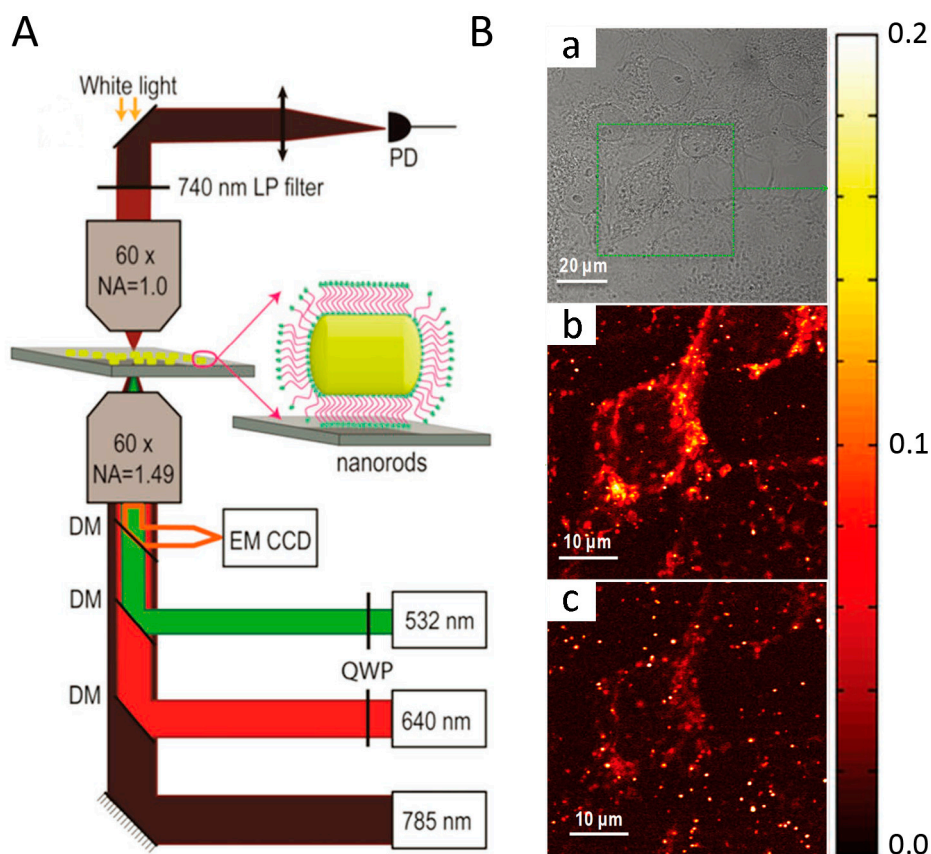 A
White light
PD
740 nm LP filter
60 x
NA=1.0
60 x
NA=1.49
nanorods
DM
EM CCD
DM
532 nm
QWP
DM
640 nm
785 nm
B
a
20 µm
b
10 µm
c
10 µm
0.2
0.1
0.0